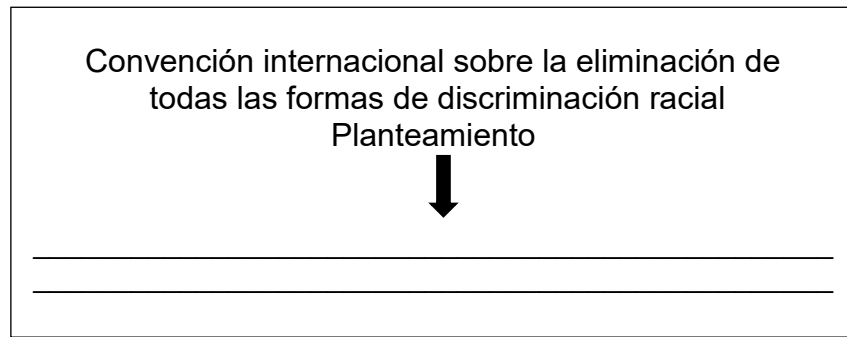 Convención internacional sobre la eliminación de
todas las formas de discriminación racial
Planteamiento